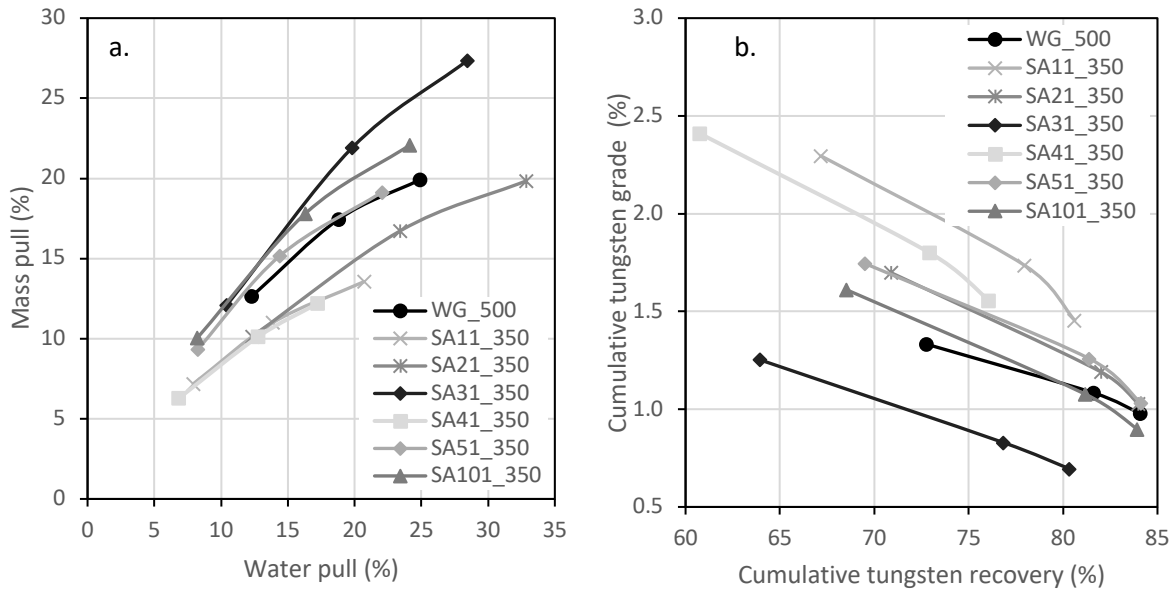 a.
30
25
20
15
10
5
0
Mass pull (%)
0 5 10 15 20 25 30 35
Water pull (%)
WG_500
SA11_350
SA21_350
SA31_350
SA41_350
SA51_350
SA101_350
b.
3.0
2.5
2.0
1.5
1.0
0.5
Cumulative tungsten grade (%)
60 65 70 75 80 85
Cumulative tungsten recovery (%)
WG_500
SA11_350
SA21_350
SA31_350
SA41_350
SA51_350
SA101_350